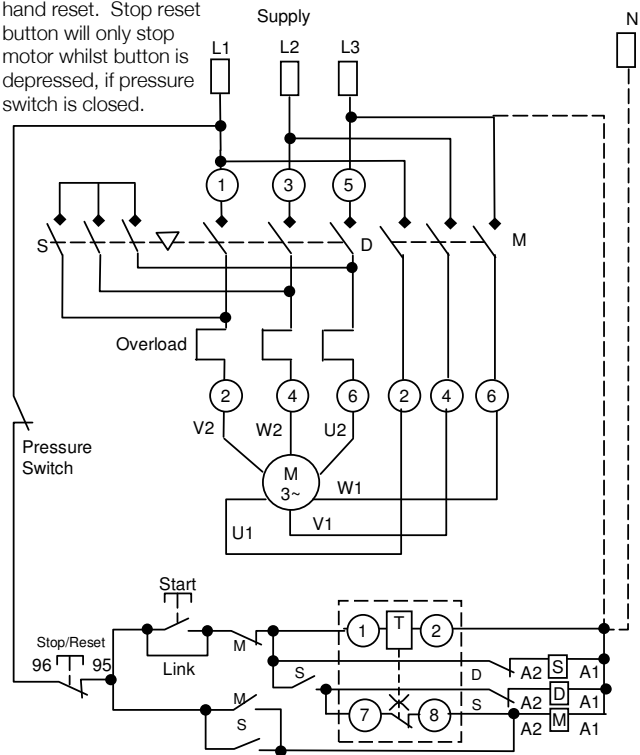 hand reset. Stop reset
button will only stop
motor whilst button is
depressed, if pressure
switch is closed.
Supply
N
L1 L2 L3
1 3 5
S D M
Overload
2 4 6 2 4 6
V2 W2 U2
Pressure
Switch
M
3~
W1
V1
U1
Start
Stop/Reset
96 95
Link
M
1 T 2
S
D A2 S A1
S A2 D A1
M
S
7 8
A2 M A1